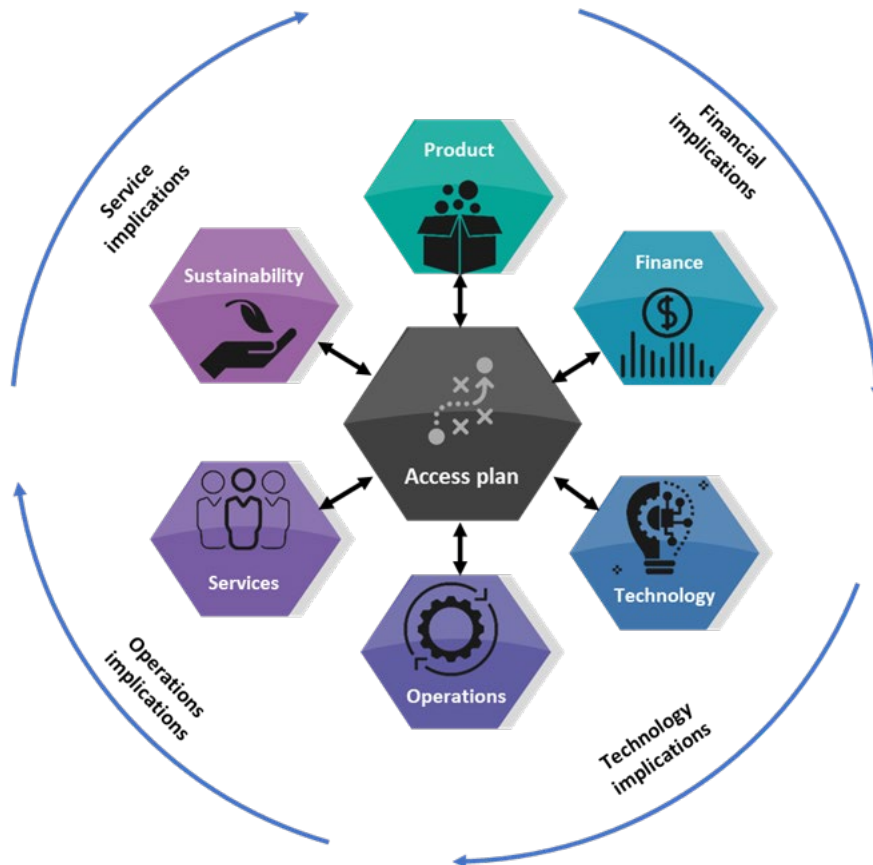 Product
Financial
implications
Service
implications
Sustainability
Finance
Access plan
Services
Technology
Operations
Operations
implications
Technology
implications